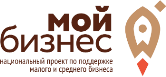 мой
бизнес
национальный проект по поддержке
малого и среднего бизнеса